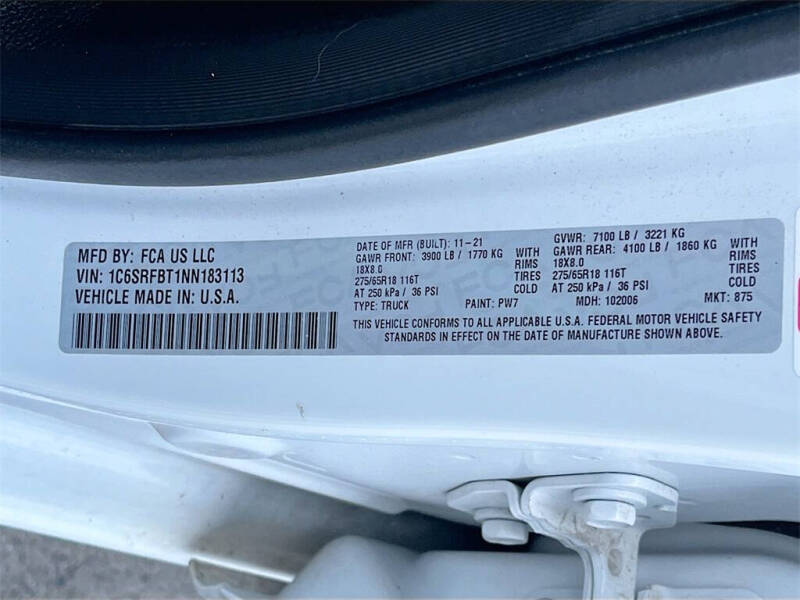 MFD BY: FCA US LLC
VIN: 1C6SRFBT1NN183113
VEHICLE MADE IN: U.S.A.
DATE OF MFR (BUILT): 11-21
GAWR FRONT: 3900 LB / 1770 KG WITH
18X8.0 RIMS
275/65R18 116T TIRES
AT 250 kPa / 36 PSI COLD
TYPE: TRUCK PAINT: PW7
GVWR: 7100 LB / 3221 KG
GAWR REAR: 4100 LB / 1860 KG WITH
18X8.0 RIMS
275/65R18 116T TIRES
AT 250 kPa / 36 PSI COLD
MDH: 102006 MKT: 875
THIS VEHICLE CONFORMS TO ALL APPLICABLE U.S.A. FEDERAL MOTOR VEHICLE SAFETY
STANDARDS IN EFFECT ON THE DATE OF MANUFACTURE SHOWN ABOVE.